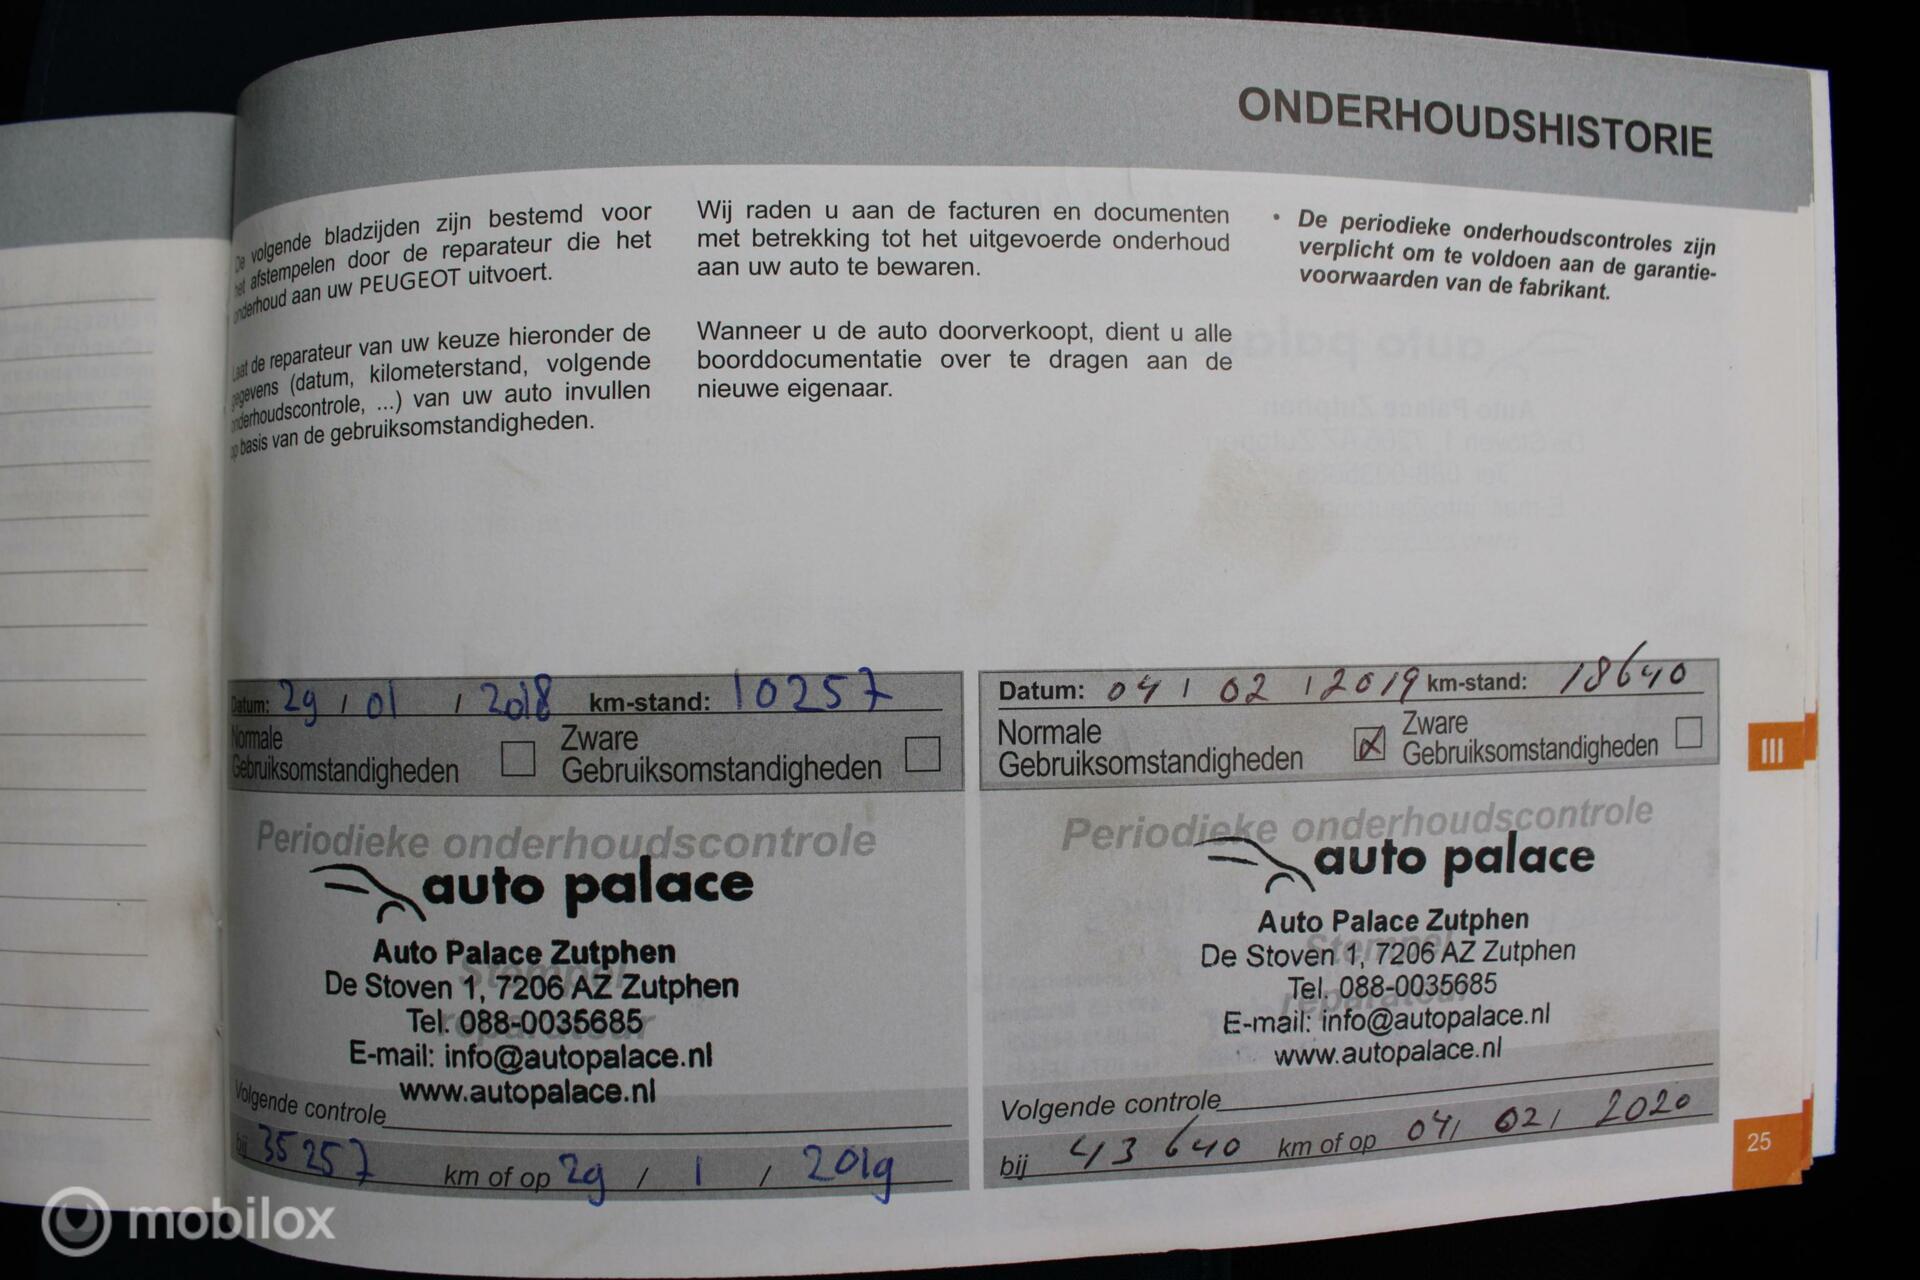 ONDERHOUDSHISTORIE
De volgende bladzijden zijn bestemd voor
het afstempelen door de reparateur die het
onderhoud aan uw PEUGEOT uitvoert.
Laat de reparateur van uw keuze hieronder de
gegevens (datum, kilometerstand, volgende
onderhoudscontrole, ...) van uw auto invullen
op basis van de gebruiksomstandigheden.
Wij raden u aan de facturen en documenten
met betrekking tot het uitgevoerde onderhoud
aan uw auto te bewaren.
Wanneer u de auto doorverkoopt, dient u alle
boorddocumentatie over te dragen aan de
nieuwe eigenaar.
• De periodieke onderhoudscontroles zijn
verplicht om te voldoen aan de garantie-
voorwaarden van de fabrikant.
Datum: 29 / 01 / 2018 km-stand: 10257
Normale
Gebruiksomstandigheden
Zware
Gebruiksomstandigheden
Periodieke onderhoudscontrole
auto palace
Auto Palace Zutphen
Stempel
De Stoven 1, 7206 AZ Zutphen
Tel. 088-0035685
reparateur
E-mail: info@autopalace.nl
www.autopalace.nl
Volgende controle
bij 35257 km of op 29 / 1 / 2019
Datum: 04 / 02 / 2019 km-stand: 18640
Normale
Gebruiksomstandigheden
Zware
Gebruiksomstandigheden
Periodieke onderhoudscontrole
auto palace
Auto Palace Zutphen
Stempel
De Stoven 1, 7206 AZ Zutphen
Tel. 088-0035685
reparateur
E-mail: info@autopalace.nl
www.autopalace.nl
Volgende controle
bij 43640 km of op 04 / 02 / 2020
III
25
mobilox